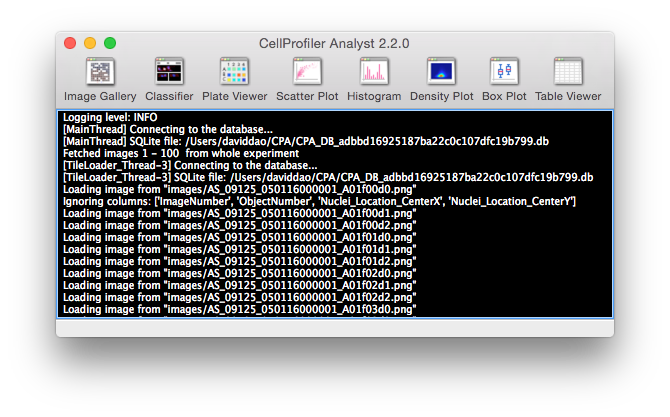 CellProfiler Analyst 2.2.0
Image Gallery Classifier Plate Viewer Scatter Plot Histogram Density Plot Box Plot Table Viewer
Logging level: INFO
[MainThread] Connecting to the database...
[MainThread] SQLite file: /Users/daviddao/CPA/CPA_DB_adbbd16925187ba22c0c107dfc19b799.db
Fetched images 1 - 100 from whole experiment
[TileLoader_Thread-3] Connecting to the database...
[TileLoader_Thread-3] SQLite file: /Users/daviddao/CPA/CPA_DB_adbbd16925187ba22c0c107dfc19b799.db
Loading image from "images/AS_09125_050116000001_A01f00d0.png"
Ignoring columns: ['ImageNumber', 'ObjectNumber', 'Nuclei_Location_CenterX', 'Nuclei_Location_CenterY']
Loading image from "images/AS_09125_050116000001_A01f00d1.png"
Loading image from "images/AS_09125_050116000001_A01f00d2.png"
Loading image from "images/AS_09125_050116000001_A01f01d0.png"
Loading image from "images/AS_09125_050116000001_A01f01d1.png"
Loading image from "images/AS_09125_050116000001_A01f01d2.png"
Loading image from "images/AS_09125_050116000001_A01f02d0.png"
Loading image from "images/AS_09125_050116000001_A01f02d1.png"
Loading image from "images/AS_09125_050116000001_A01f02d2.png"
Loading image from "images/AS_09125_050116000001_A01f03d0.png"